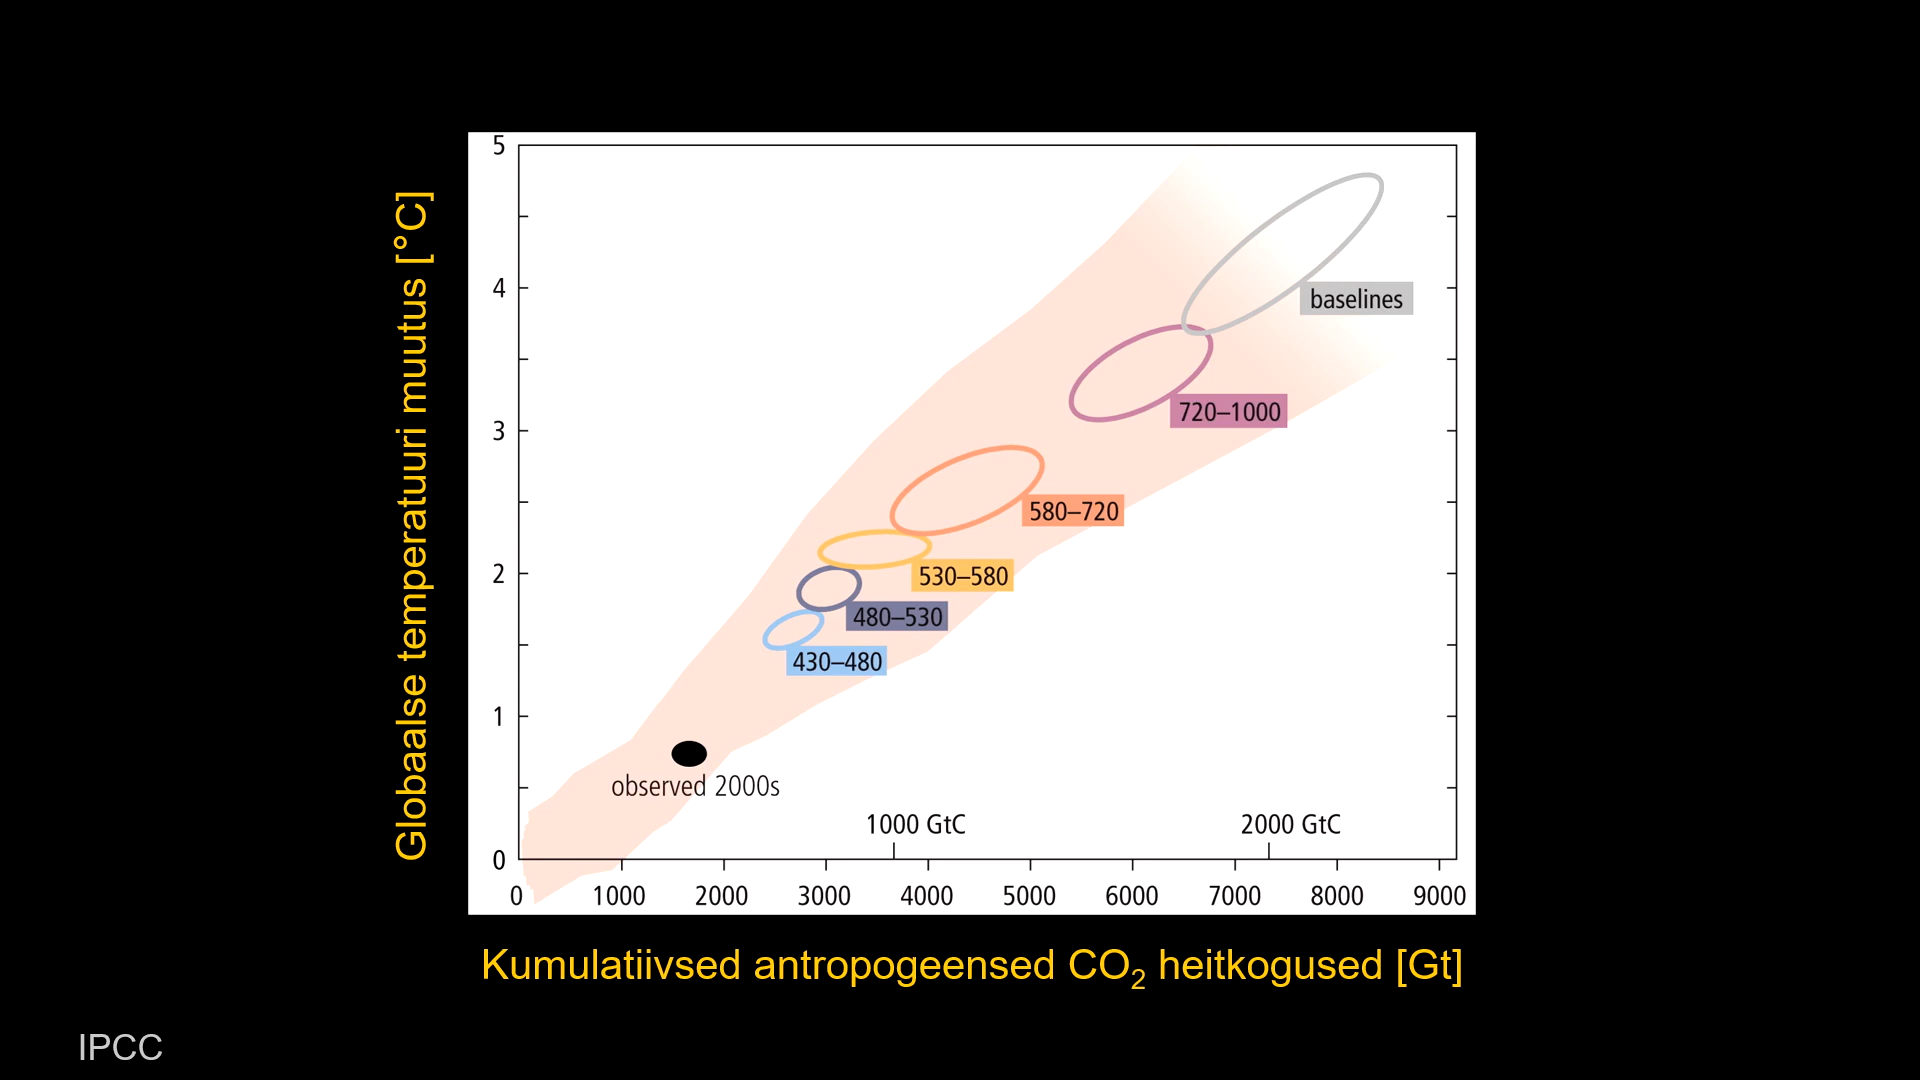 Globaalse temperatuuri muutus [°C]
5
4
3
2
1
0
baselines
720–1000
580–720
530–580
480–530
430–480
observed 2000s
1000 GtC
2000 GtC
0 1000 2000 3000 4000 5000 6000 7000 8000 9000
Kumulatiivsed antropogeensed CO₂ heitkogused [Gt]
IPCC